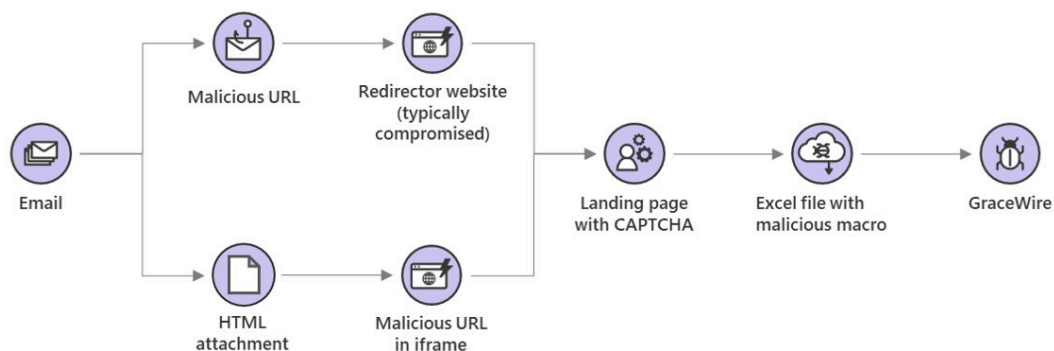 Malicious URL
Redirector website
(typically
compromised)
Email
Landing page
with CAPTCHA
Excel file with
malicious macro
GraceWire
HTML
attachment
Malicious URL
in iframe